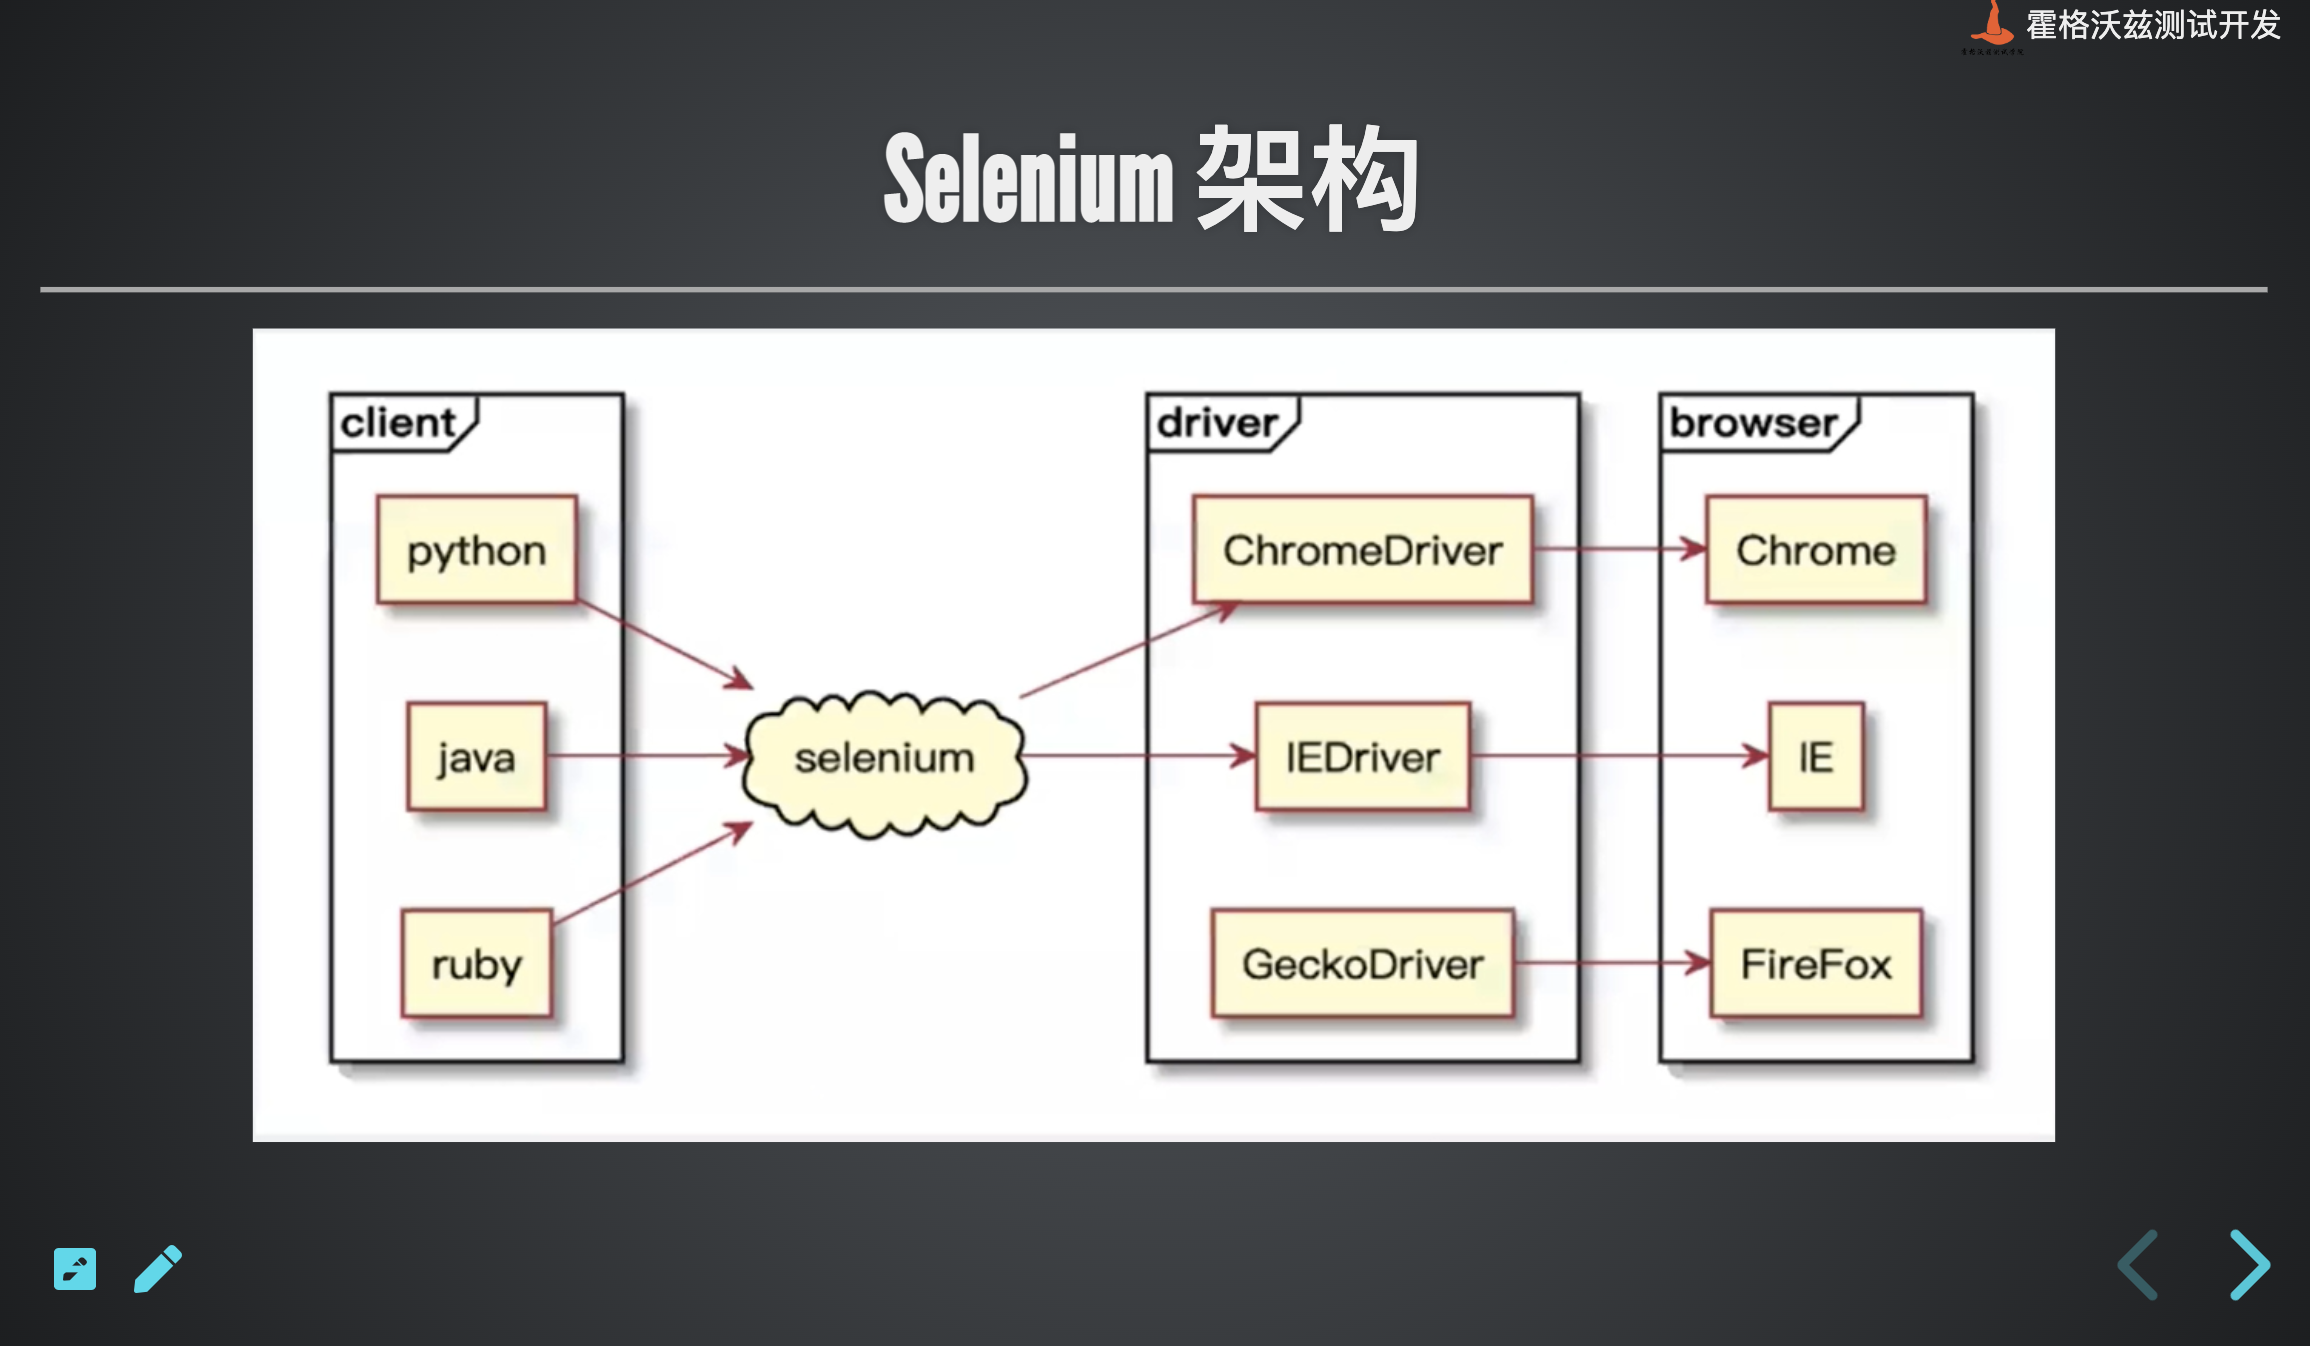 霍格沃兹测试开发
Selenium 架构
client
driver
browser
python
ChromeDriver
Chrome
java
selenium
IEDriver
IE
ruby
GeckoDriver
FireFox